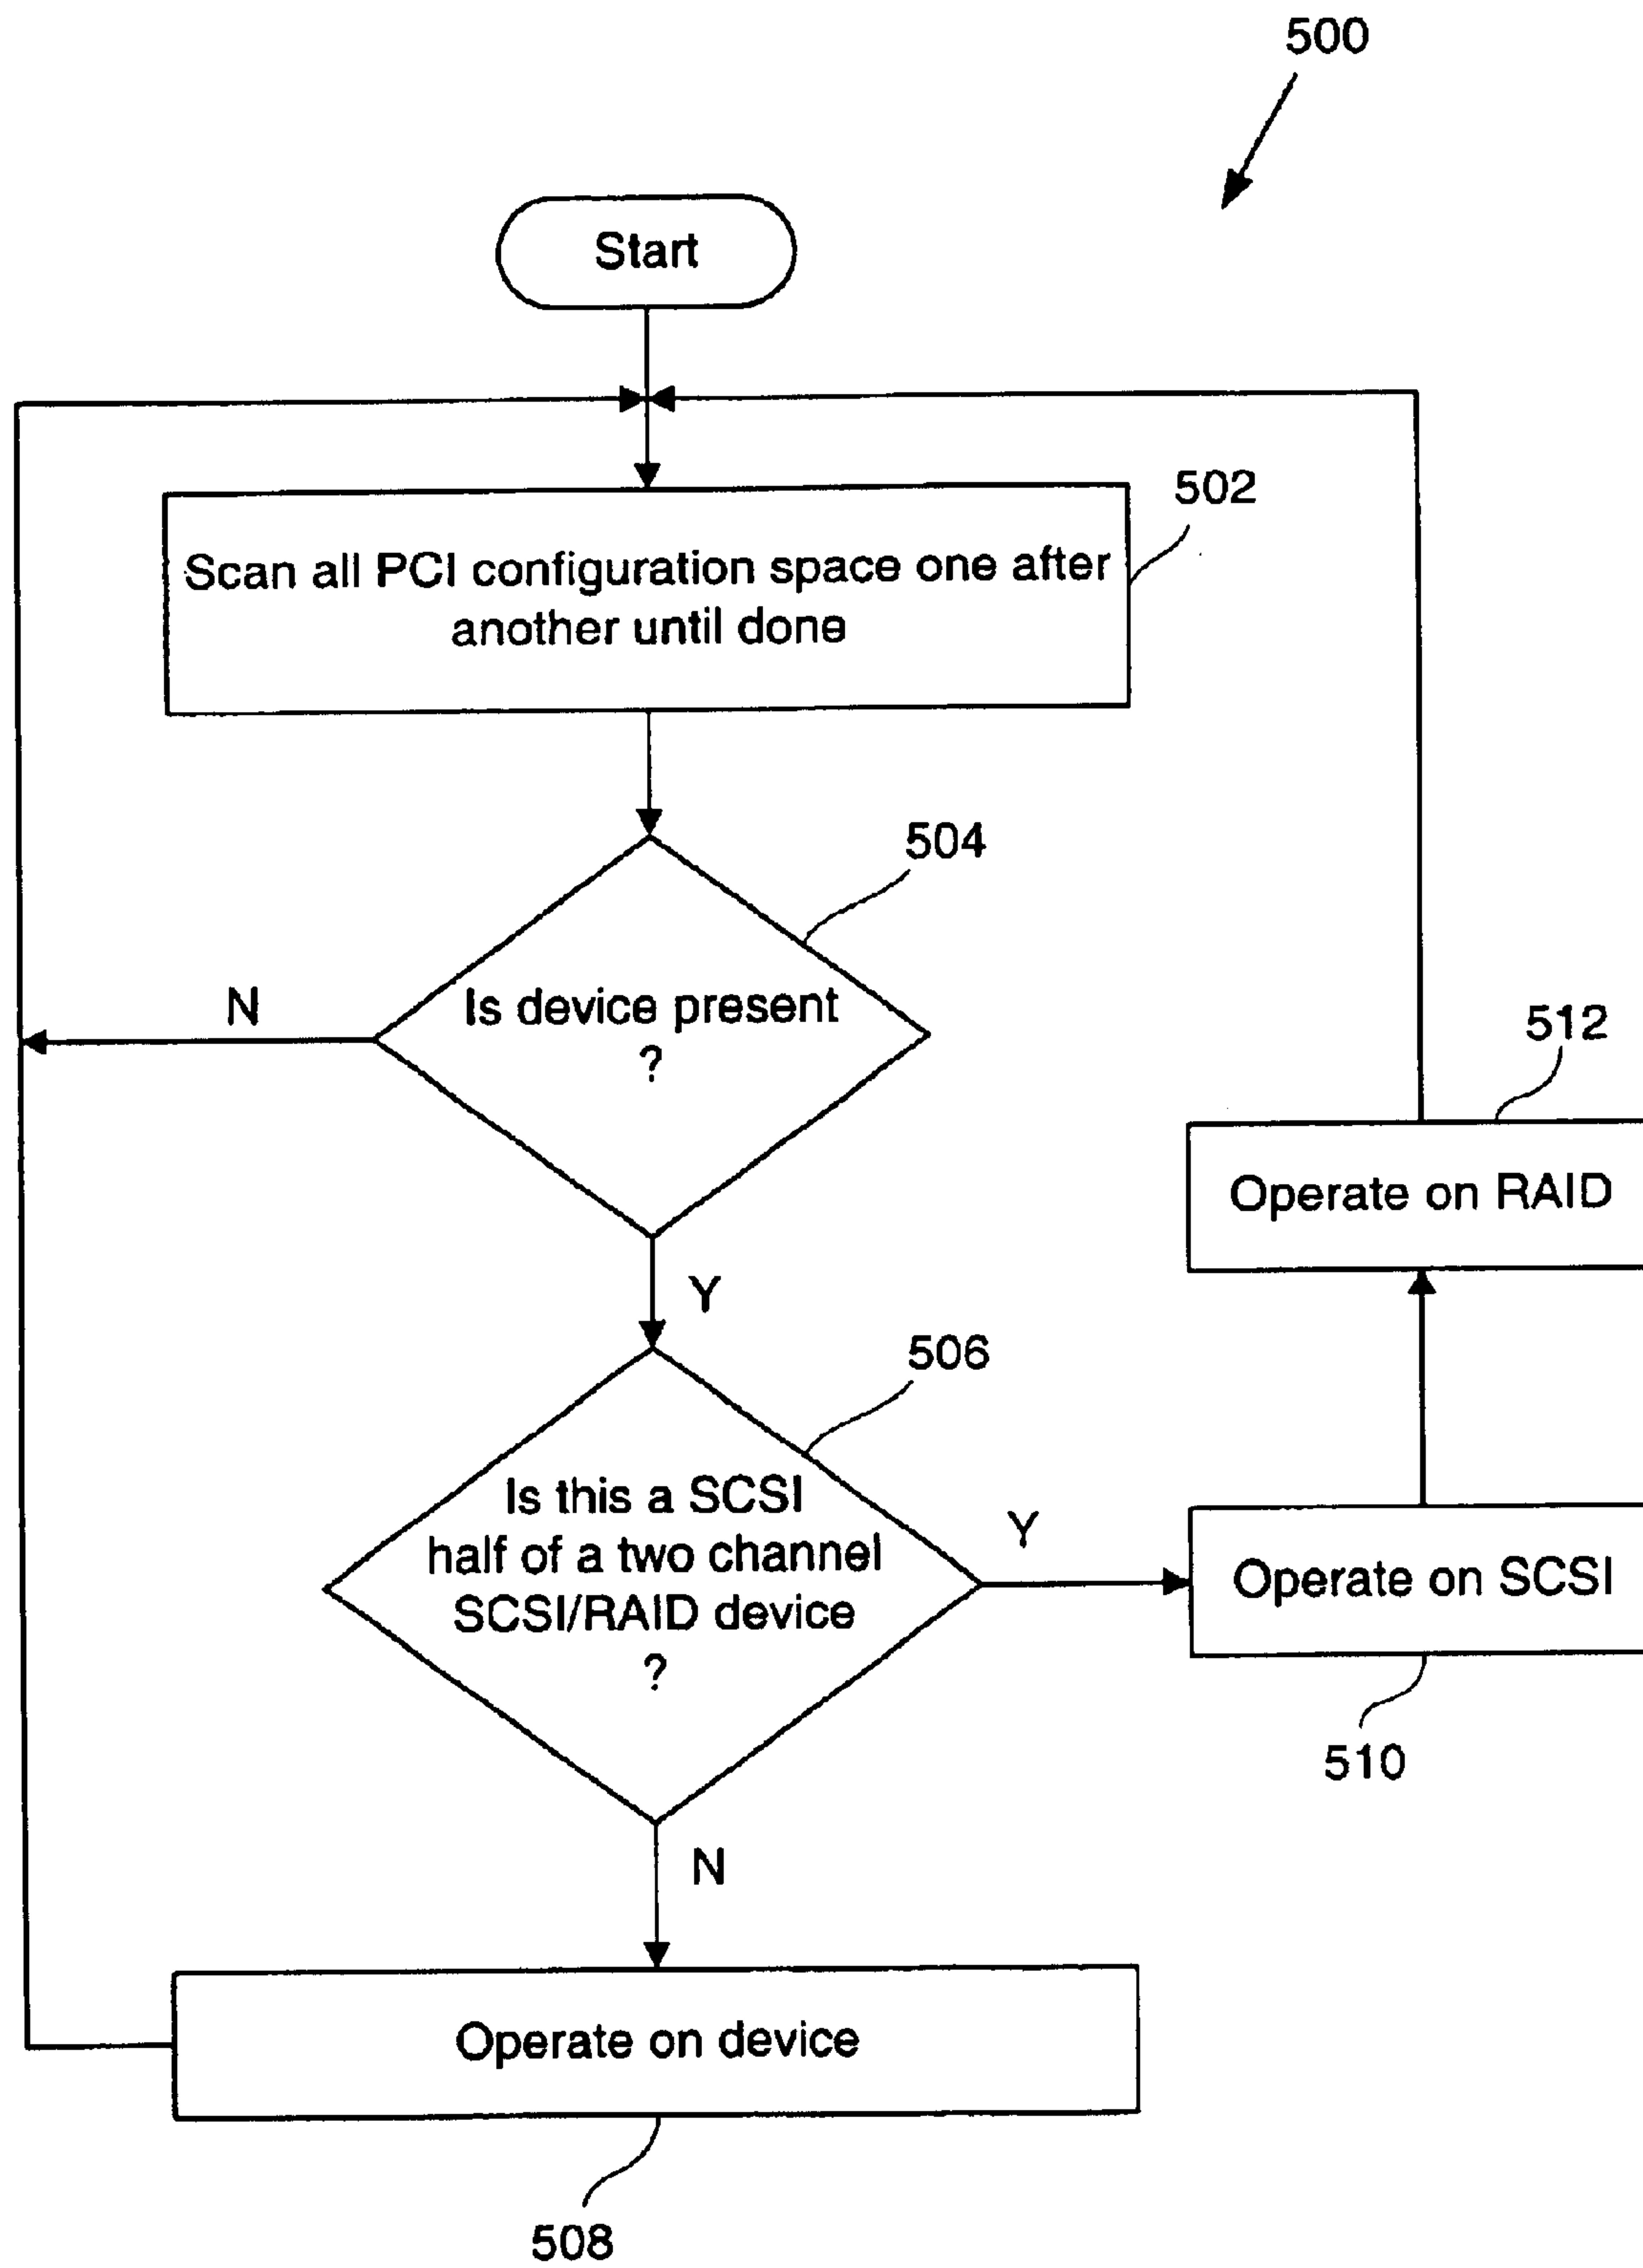 500
Start
502
Scan all PCI configuration space one after
another until done
504
N
Is device present
?
512
Operate on RAID
Y
506
Is this a SCSI
half of a two channel
SCSI/RAID device
?
Y
Operate on SCSI
510
N
Operate on device
508